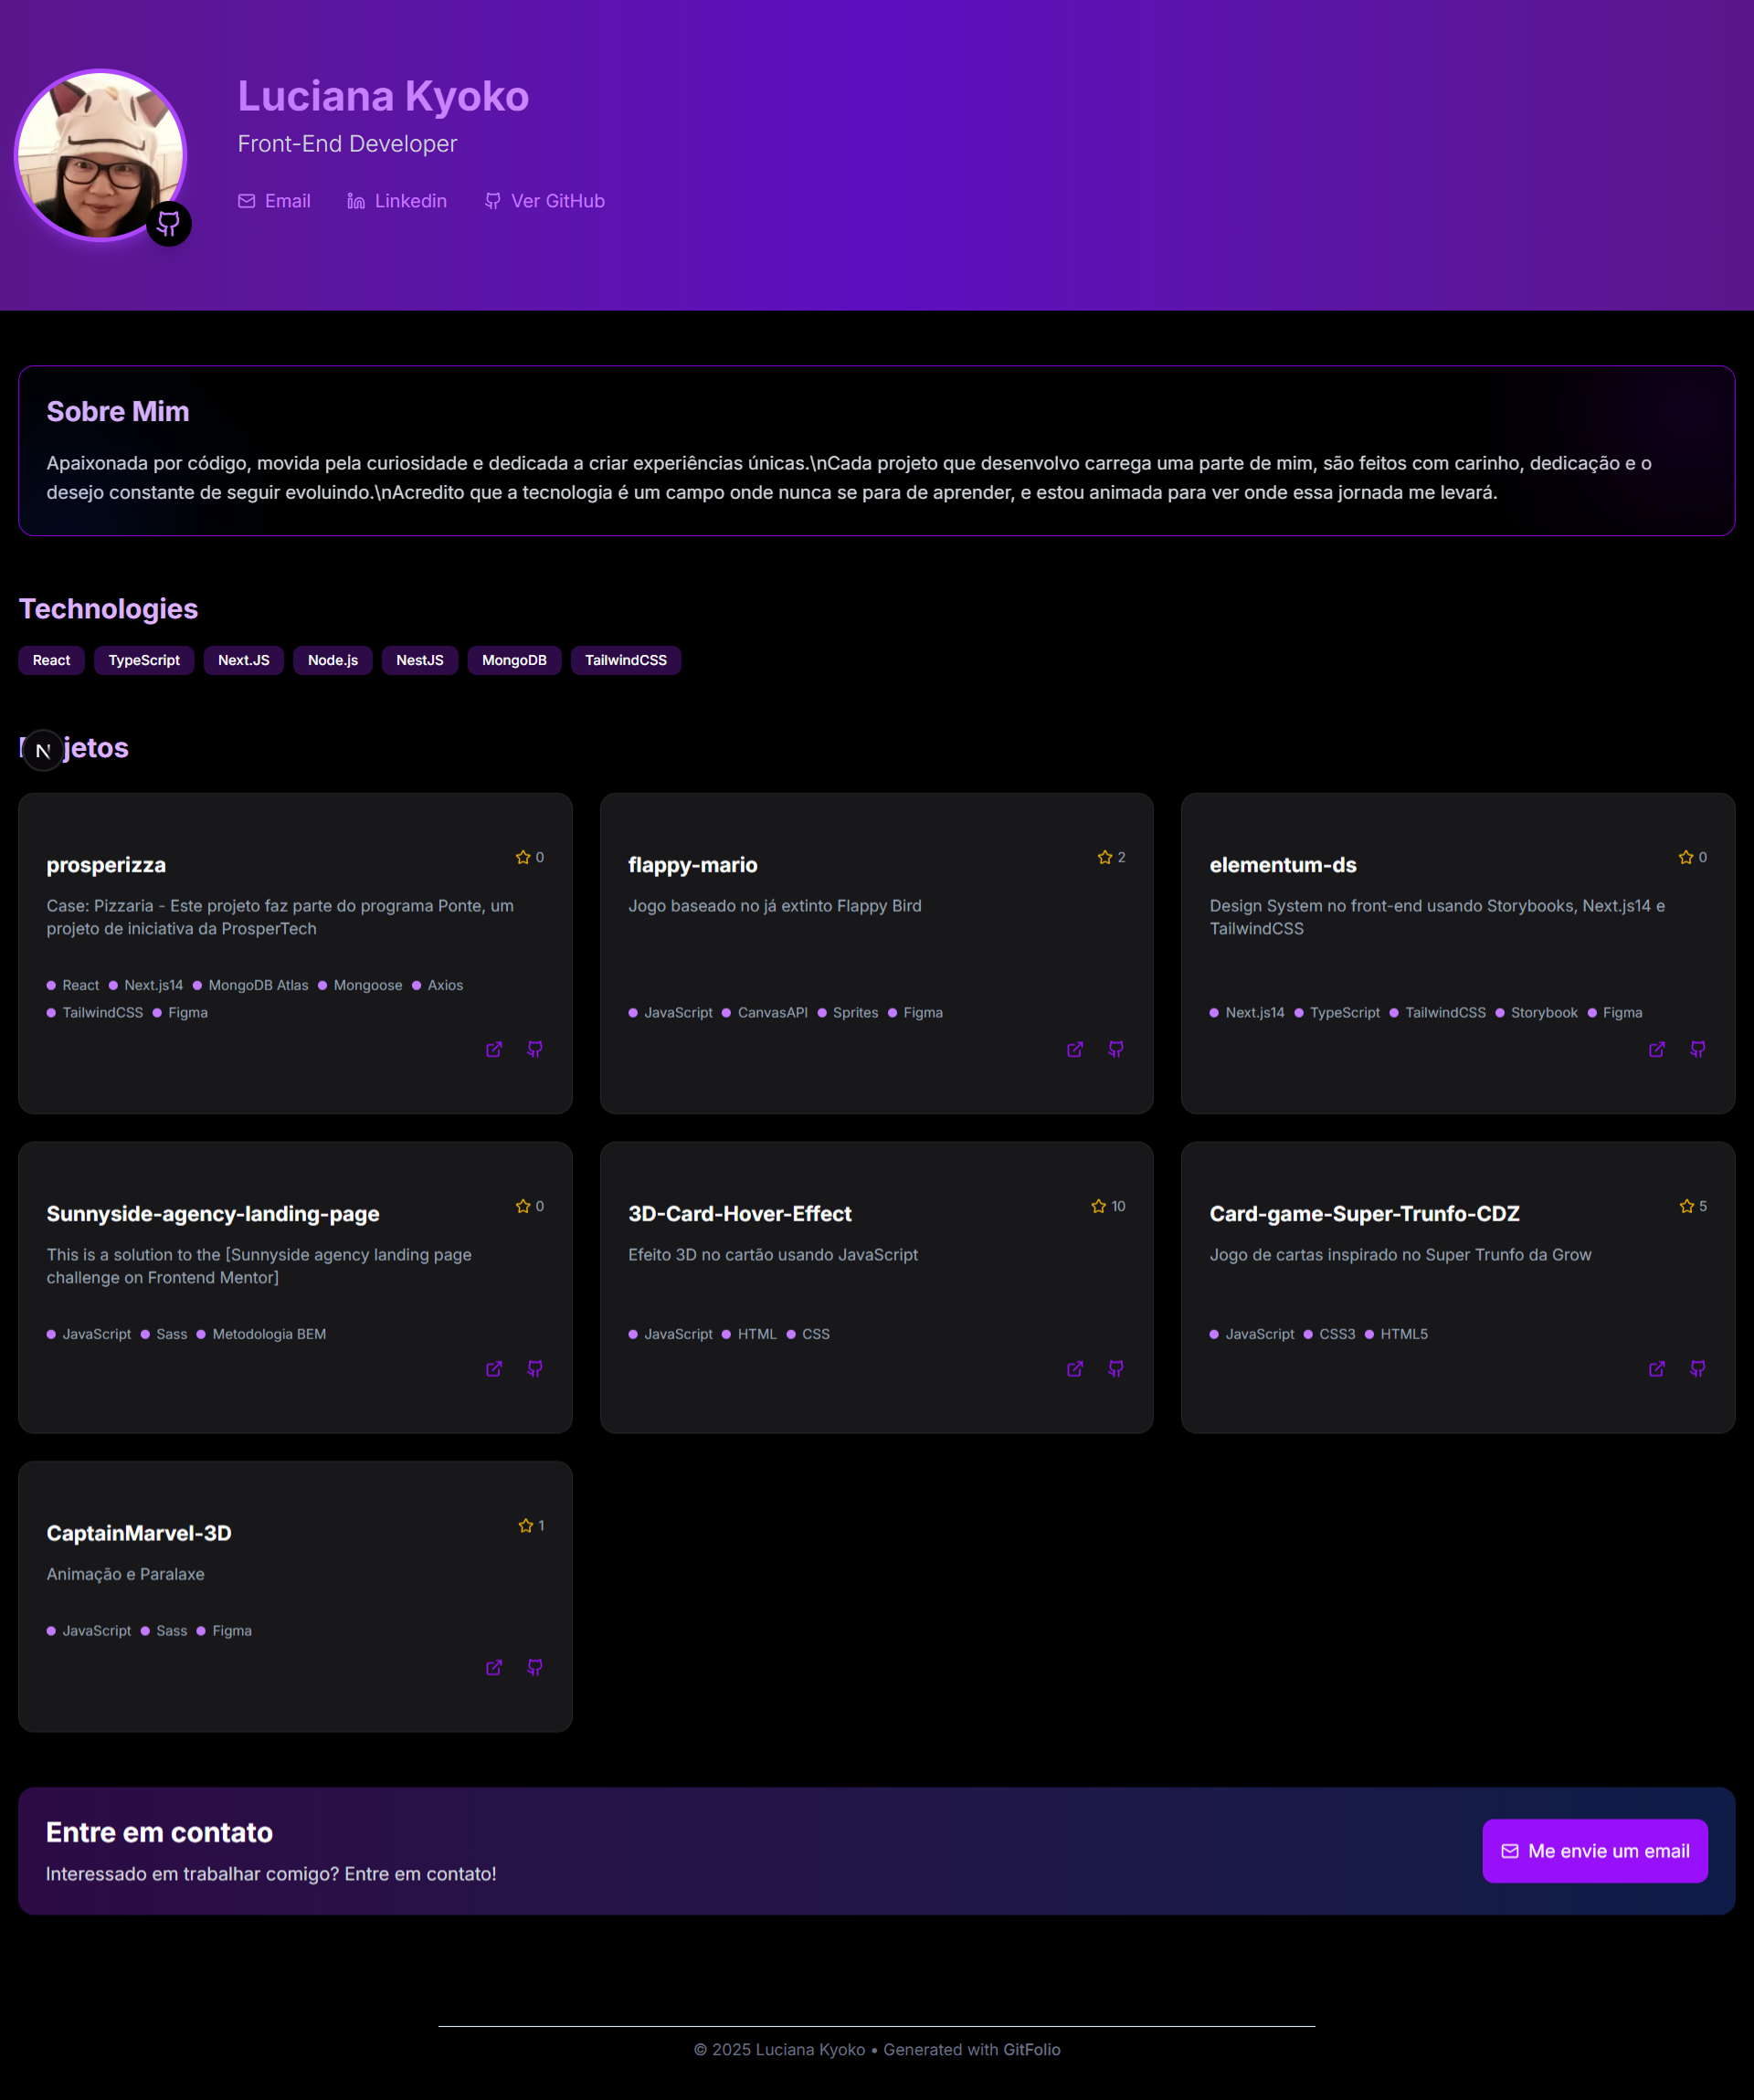 Luciana Kyoko
Front-End Developer
Email Linkedin Ver GitHub
Sobre Mim
Apaixonada por código, movida pela curiosidade e dedicada a criar experiências únicas.\nCada projeto que desenvolvo carrega uma parte de mim, são feitos com carinho, dedicação e o
desejo constante de seguir evoluindo.\nAcredito que a tecnologia é um campo onde nunca se para de aprender, e estou animada para ver onde essa jornada me levará.
Technologies
React TypeScript Next.JS Node.js NestJS MongoDB TailwindCSS
N jetos
prosperizza 0
Case: Pizzaria - Este projeto faz parte do programa Ponte, um
projeto de iniciativa da ProsperTech
React Next.js14 MongoDB Atlas Mongoose Axios
TailwindCSS Figma
flappy-mario 2
Jogo baseado no já extinto Flappy Bird
JavaScript CanvasAPI Sprites Figma
elementum-ds 0
Design System no front-end usando Storybooks, Next.js14 e
TailwindCSS
Next.js14 TypeScript TailwindCSS Storybook Figma
Sunnyside-agency-landing-page 0
This is a solution to the [Sunnyside agency landing page
challenge on Frontend Mentor]
JavaScript Sass Metodologia BEM
3D-Card-Hover-Effect 10
Efeito 3D no cartão usando JavaScript
JavaScript HTML CSS
Card-game-Super-Trunfo-CDZ 5
Jogo de cartas inspirado no Super Trunfo da Grow
JavaScript CSS3 HTML5
CaptainMarvel-3D 1
Animação e Paralaxe
JavaScript Sass Figma
Entre em contato
Interessado em trabalhar comigo? Entre em contato!
Me envie um email
© 2025 Luciana Kyoko • Generated with GitFolio